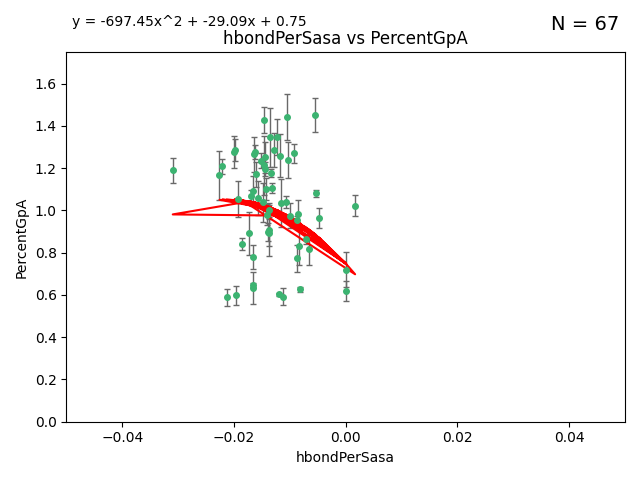 y = -697.45x^2 + -29.09x + 0.75
N = 67
hbondPerSasa vs PercentGpA
PercentGpA
1.6
1.4
1.2
1.0
0.8
0.6
0.4
0.2
0.0
−0.04
−0.02
0.00
0.02
0.04
hbondPerSasa